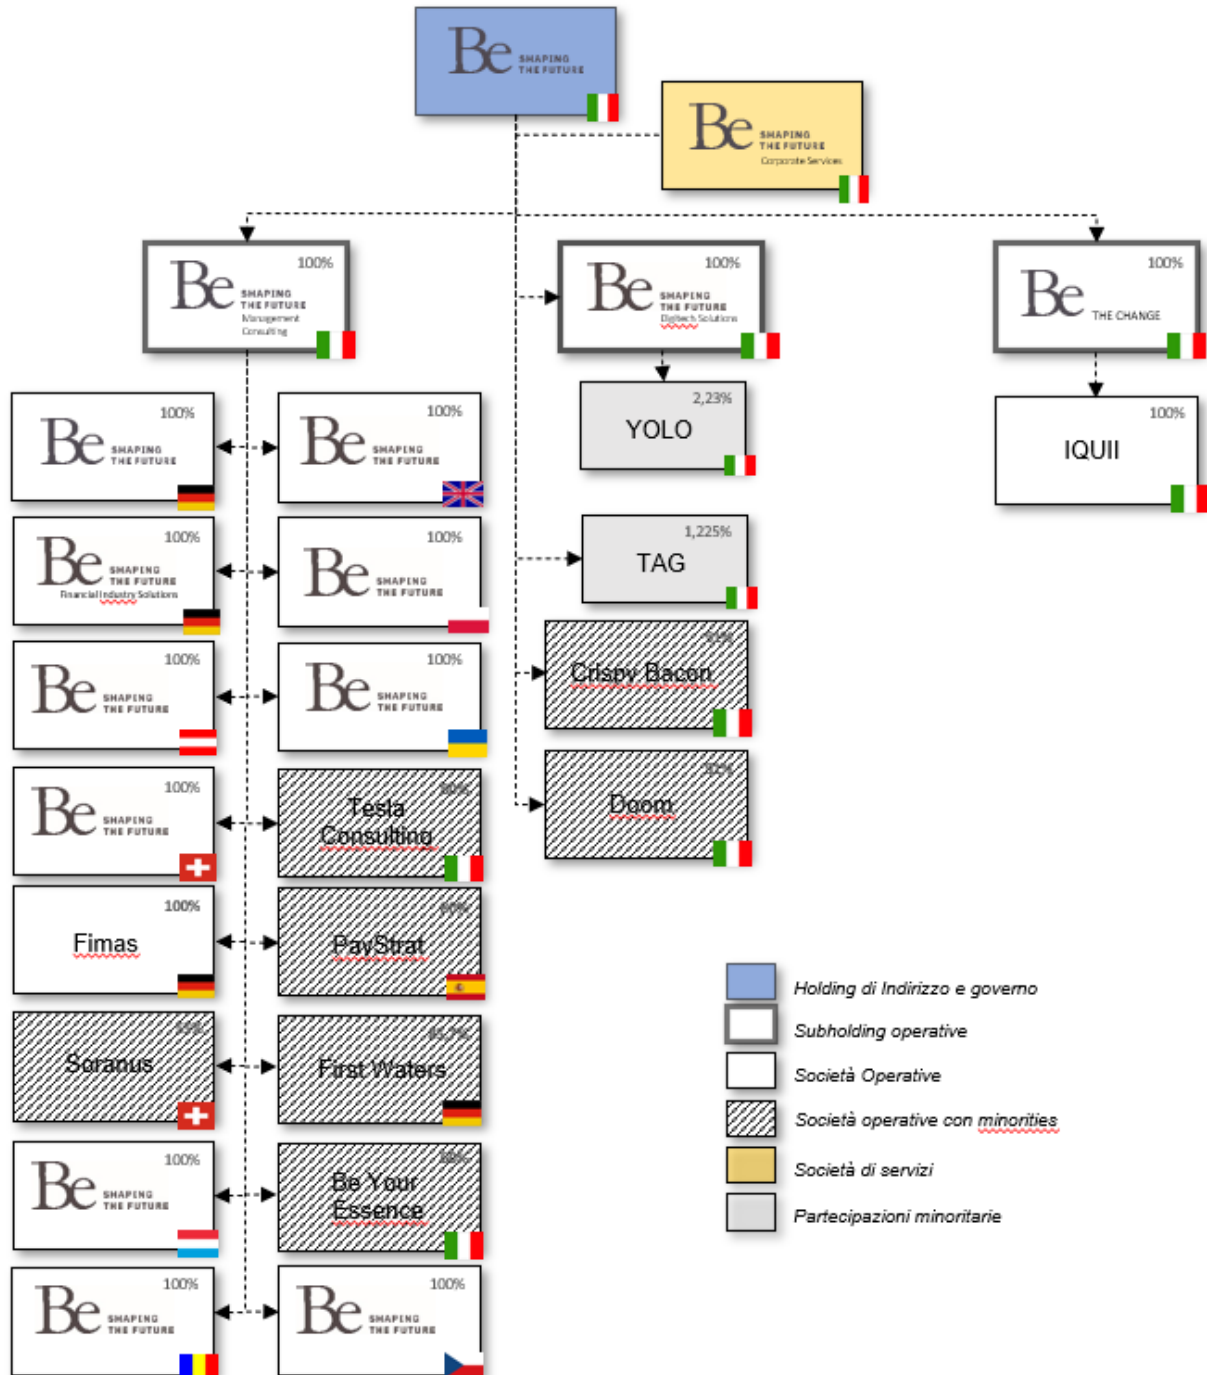 Be SHAPING
THE FUTURE
Be SHAPING
THE FUTURE
Corporate Services
100%
Be SHAPING
THE FUTURE
Management
Consulting
100%
Be SHAPING
THE FUTURE
Digitech Solutions
100%
Be THE CHANGE
100%
Be SHAPING
THE FUTURE
100%
Be SHAPING
THE FUTURE
2,23%
YOLO
100%
IQUII
100%
Be SHAPING
THE FUTURE
Financial Industry Solutions
100%
Be SHAPING
THE FUTURE
1,225%
TAG
100%
Be SHAPING
THE FUTURE
100%
Be SHAPING
THE FUTURE
Crispy Bacon
100%
Be SHAPING
THE FUTURE
80%
Tesla
Consulting
Doom
100%
Fimas
PayStrat
Soranus
85,7%
First Waters
100%
Be SHAPING
THE FUTURE
Be Your
Essence
100%
Be SHAPING
THE FUTURE
100%
Be SHAPING
THE FUTURE
Holding di Indirizzo e governo
Subholding operative
Società Operative
Società operative con minorities
Società di servizi
Partecipazioni minoritarie